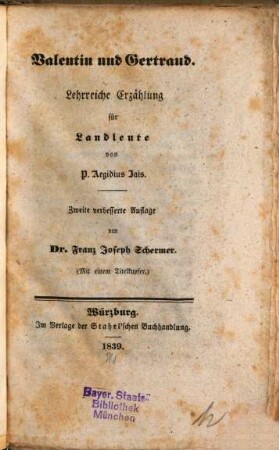 Valentin und Gertraud.
Lehrreiche Erzählung
für
Landleute
von
P. Aegidius Jais.
Zweite verbesserte Auflage
von
Dr. Franz Joseph Schermer.
(Mit einem Titelkupfer.)
Würzburg.
Im Verlage der Stahel'schen Buchhandlung.
1839.
Bayer. Staats-
Bibliothek
München